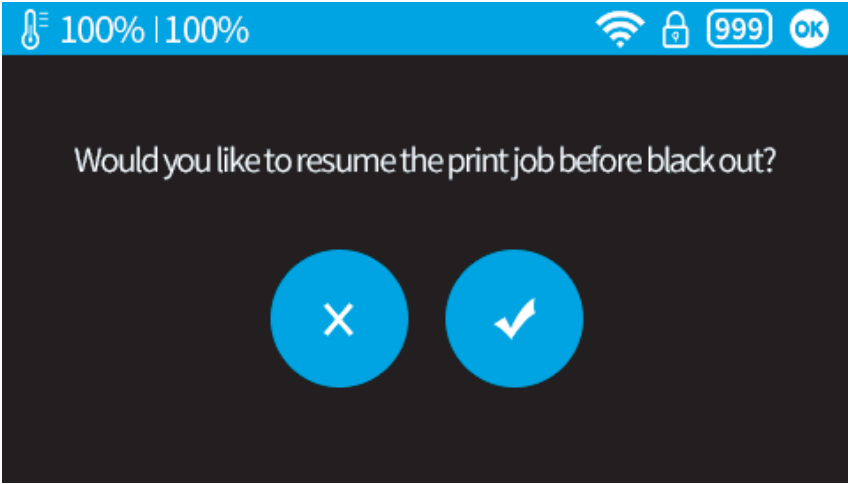 100% | 100% 999 OK
Would you like to resume the print job before black out?